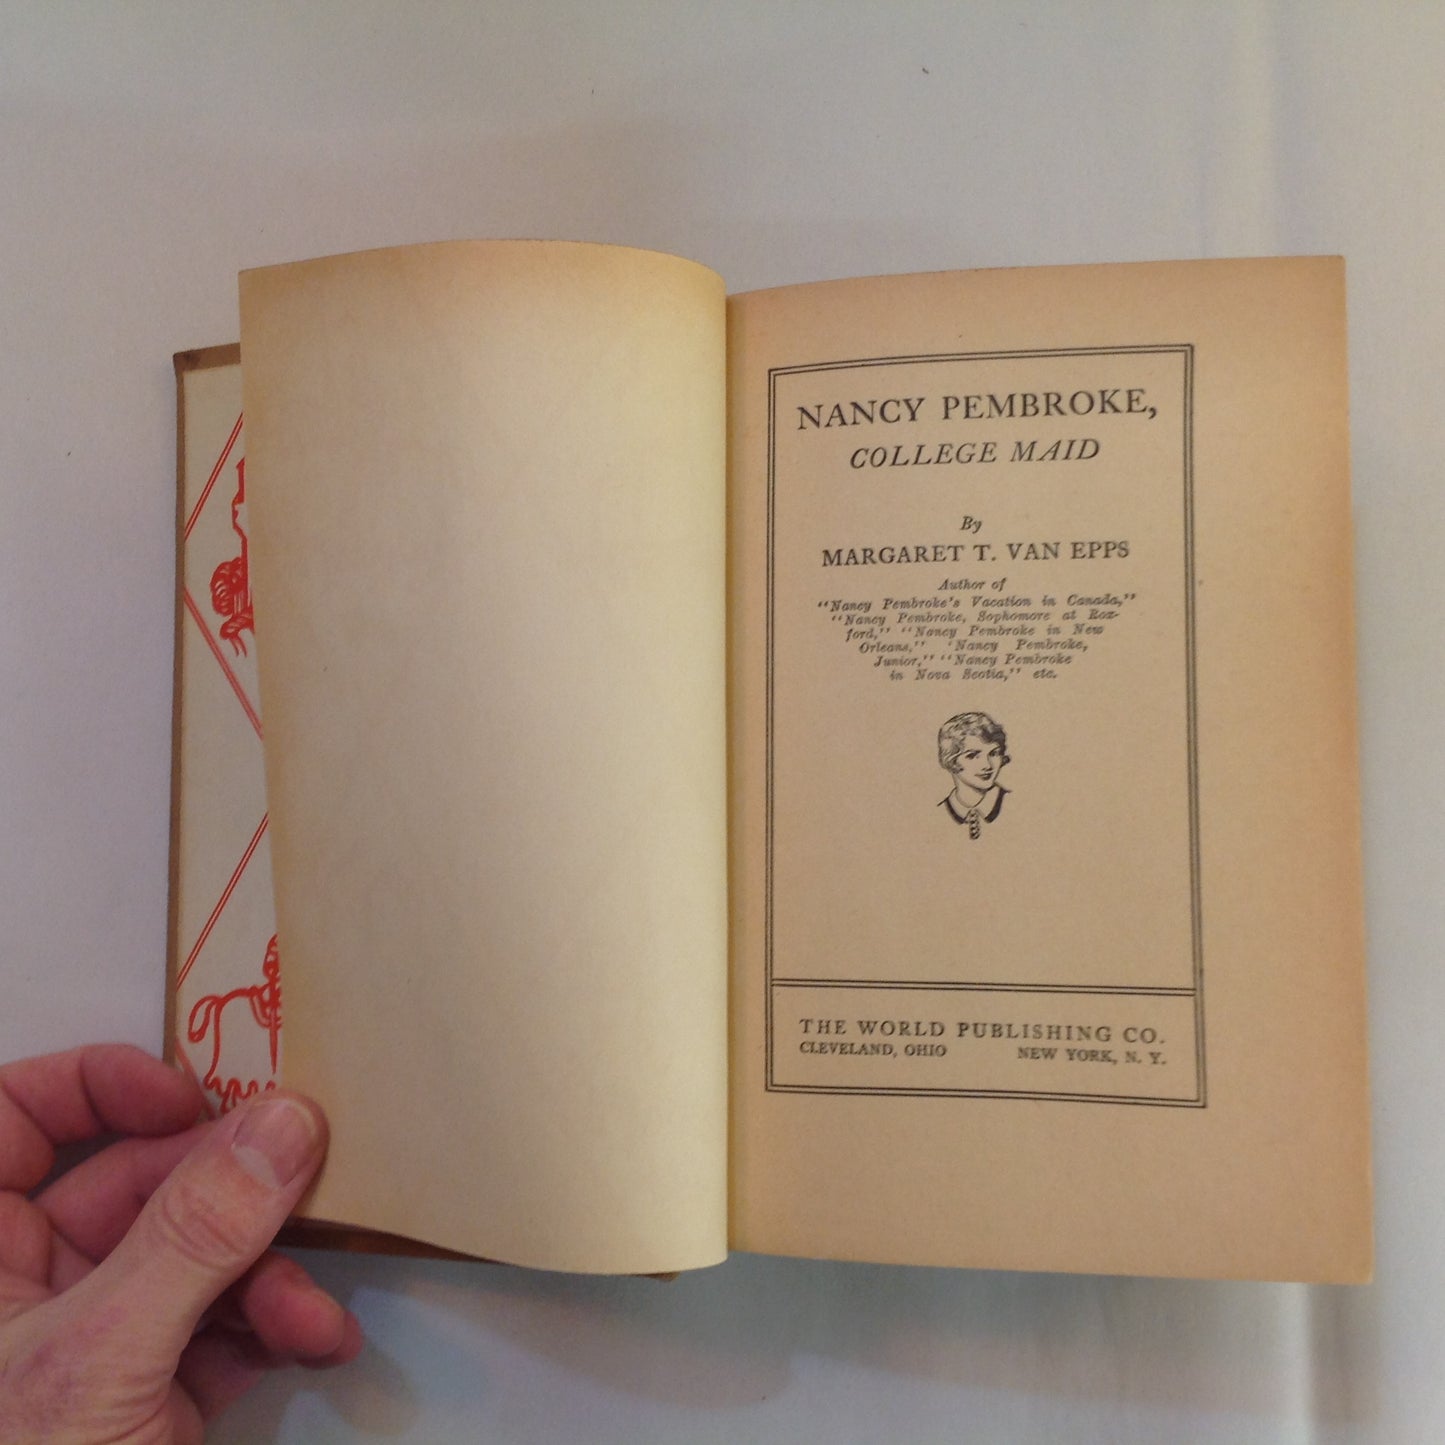 NANCY PEMBROKE,
COLLEGE MAID
By
MARGARET T. VAN EPPS
Author of
"Nancy Pembroke's Vacation in Canada,"
"Nancy Pembroke, Sophomore at Rox-
ford," "Nancy Pembroke in New
Orleans," 'Nancy Pembroke,
Junior," "Nancy Pembroke
in Nova Scotia," etc.
THE WORLD PUBLISHING CO.
CLEVELAND, OHIO NEW YORK, N. Y.